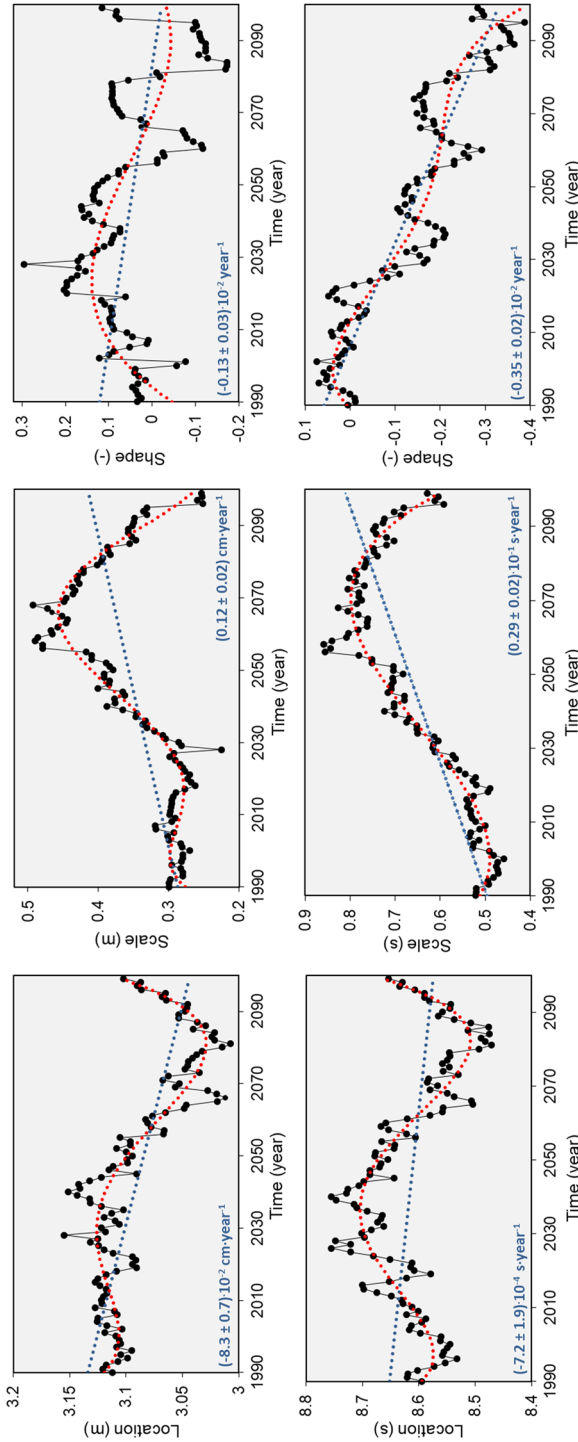 3.2
3.15
3.1
3.05
3
Location (m)
(-8.3 ± 0.7)·10⁻² cm·year⁻¹
1990 2010 2030 2050 2070 2090
Time (year)
0.5
0.4
0.3
0.2
Scale (m)
(0.12 ± 0.02) cm·year⁻¹
1990 2010 2030 2050 2070 2090
Time (year)
0.3
0.2
0.1
0
-0.1
-0.2
Shape (-)
(-0.13 ± 0.03)·10⁻² year⁻¹
1990 2010 2030 2050 2070 2090
Time (year)
8.8
8.7
8.6
8.5
8.4
Location (s)
(-7.2 ± 1.9)·10⁻⁴ s·year⁻¹
1990 2010 2030 2050 2070 2090
Time (year)
0.9
0.8
0.7
0.6
0.5
0.4
Scale (s)
(0.29 ± 0.02)·10⁻¹ s·year⁻¹
1990 2010 2030 2050 2070 2090
Time (year)
0.1
0
-0.1
-0.2
-0.3
-0.4
Shape (-)
(-0.35 ± 0.02)·10⁻² year⁻¹
1990 2010 2030 2050 2070 2090
Time (year)